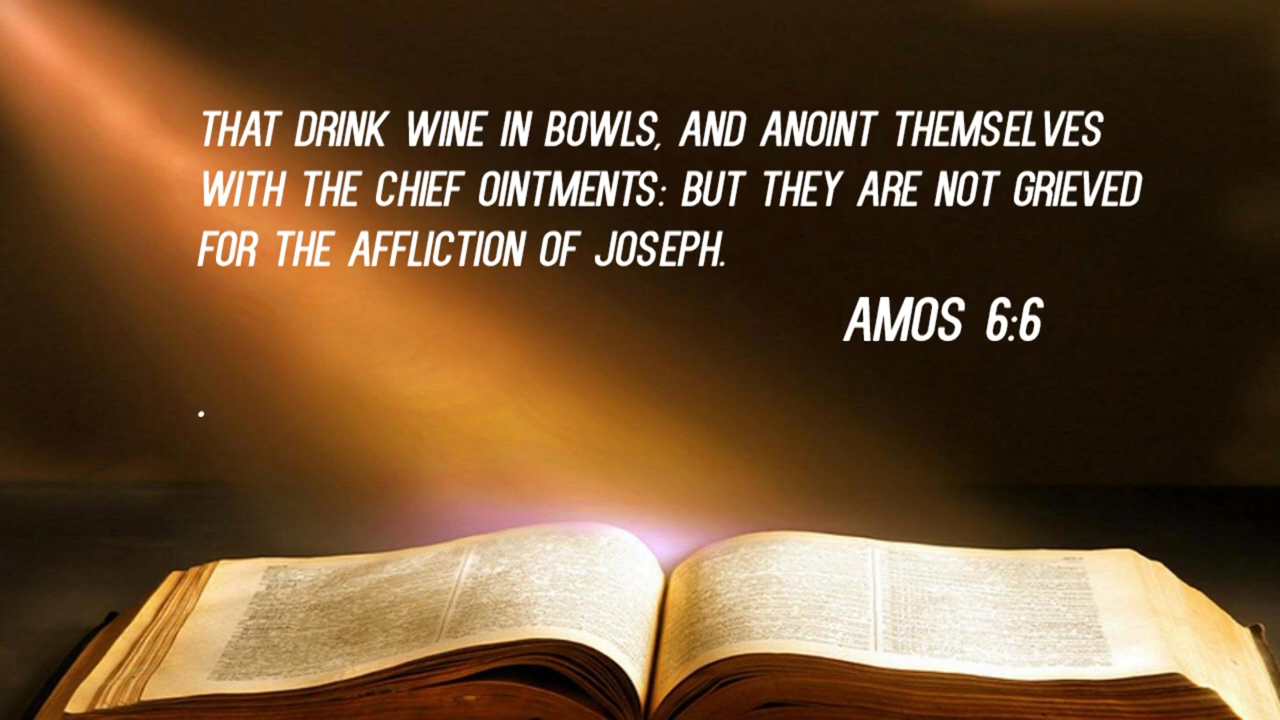 THAT DRINK WINE IN BOWLS, AND ANOINT THEMSELVES
WITH THE CHIEF OINTMENTS: BUT THEY ARE NOT GRIEVED
FOR THE AFFLICTION OF JOSEPH.
AMOS 6:6
.